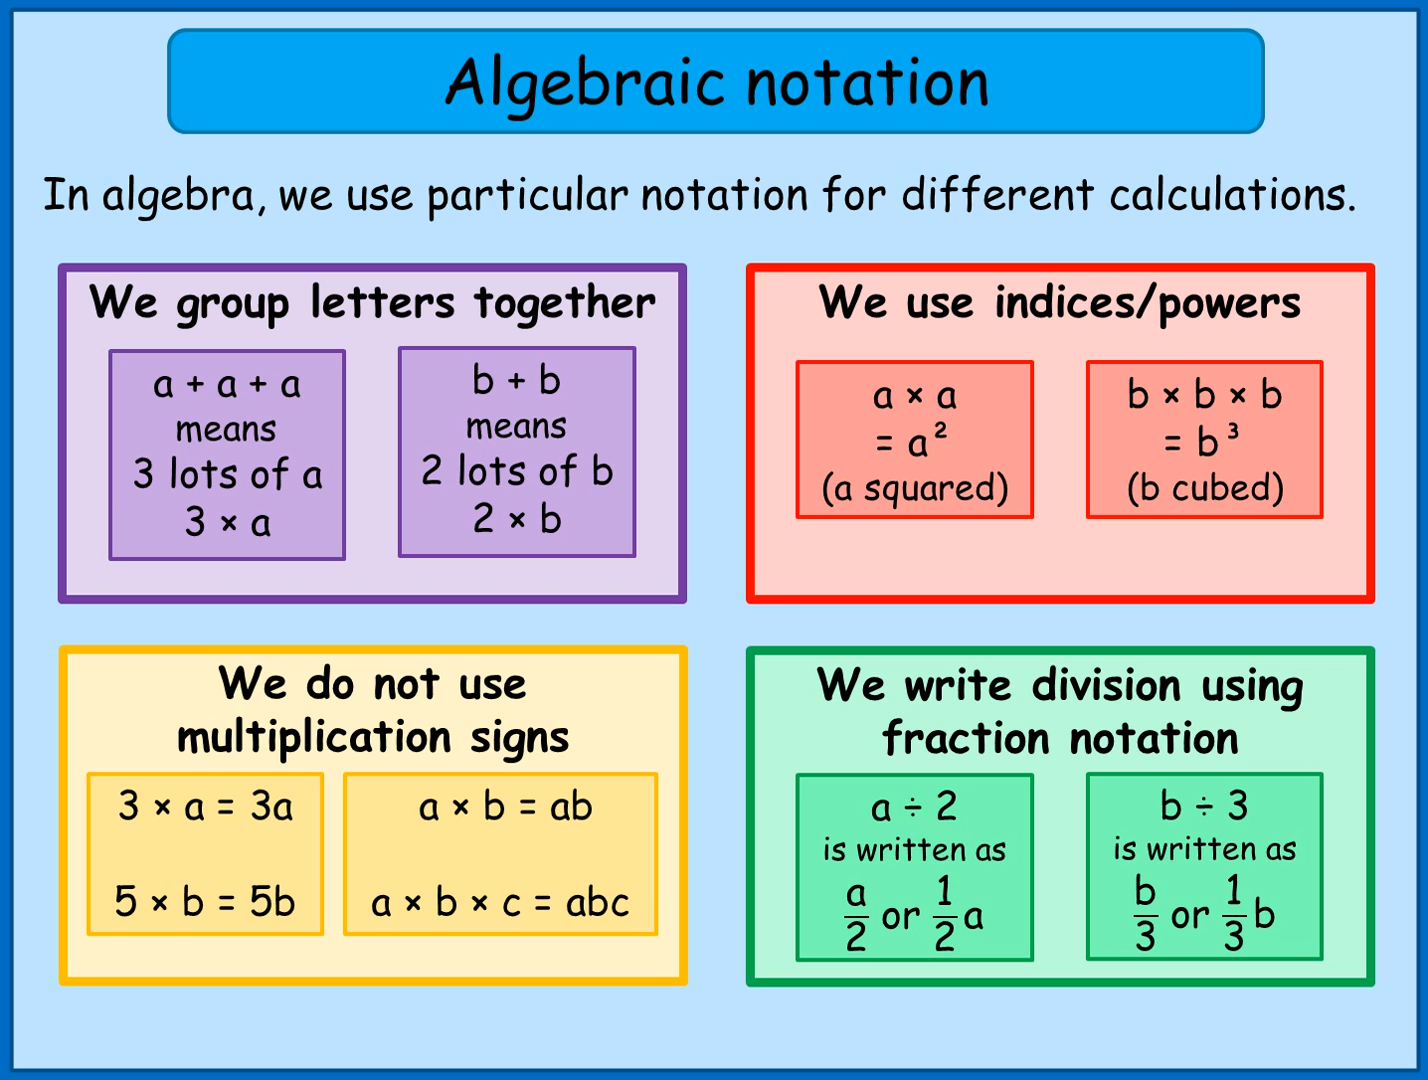 Algebraic notation
In algebra, we use particular notation for different calculations.
We group letters together
a + a + a
means
3 lots of a
3 × a
b + b
means
2 lots of b
2 × b
We use indices/powers
a × a
= a²
(a squared)
b × b × b
= b³
(b cubed)
We do not use
multiplication signs
3 × a = 3a
5 × b = 5b
a × b = ab
a × b × c = abc
We write division using
fraction notation
a ÷ 2
is written as
a/2 or 1/2 a
b ÷ 3
is written as
b/3 or 1/3 b